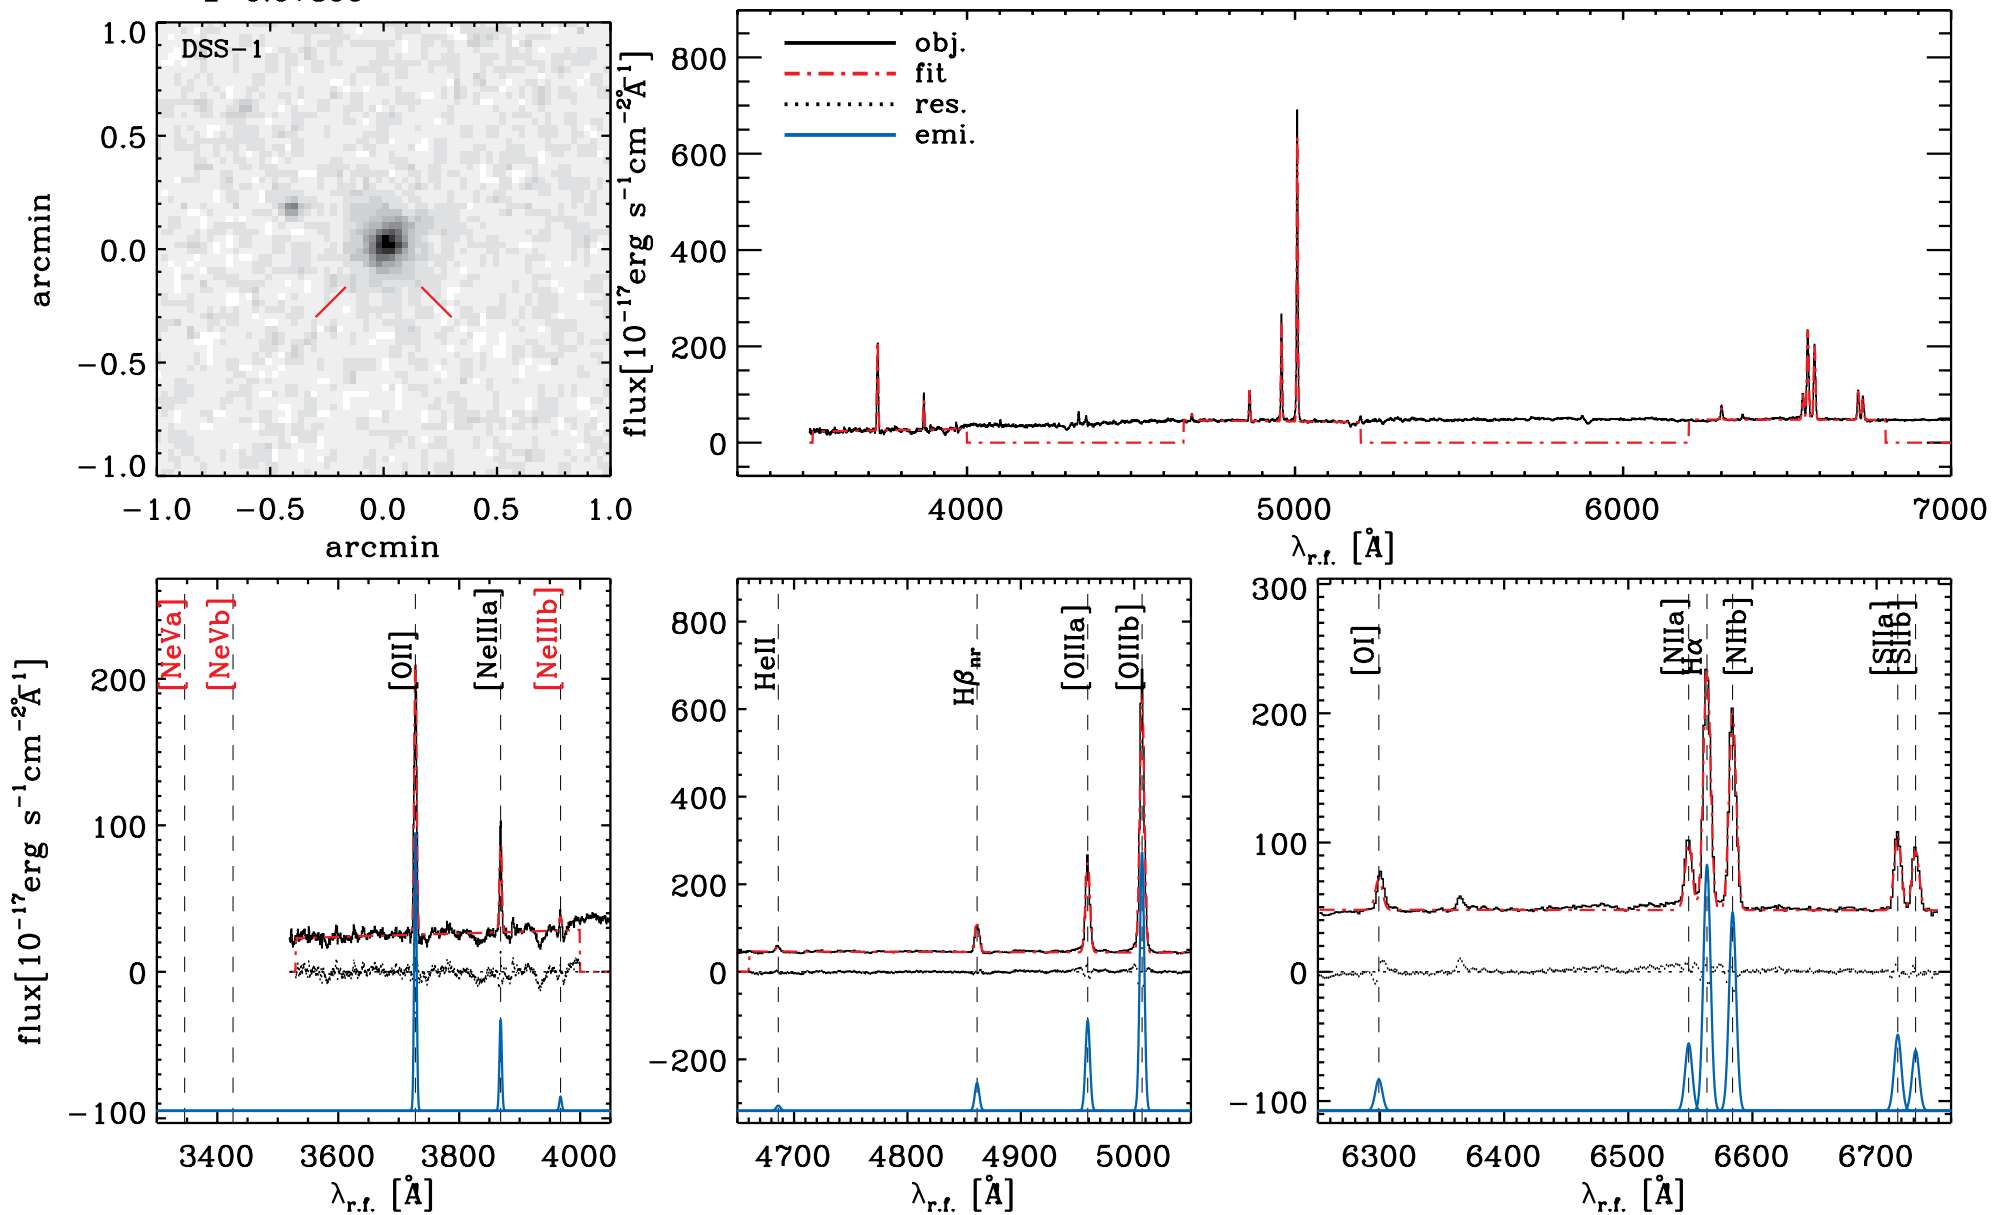 DSS-1
1.0
0.5
0.0
−0.5
−1.0
−1.0 −0.5 0.0 0.5 1.0
arcmin
arcmin
obj.
fit
res.
emi.
800
600
400
200
0
flux[10⁻¹⁷erg s⁻¹cm⁻²Å⁻¹]
4000 5000 6000 7000
λr.f. [Å]
[NeVa] [NeVb] [OII] [NeIIIa] [NeIIIb]
200
100
0
−100
flux[10⁻¹⁷erg s⁻¹cm⁻²Å⁻¹]
3400 3600 3800 4000
λr.f. [Å]
HeII Hβnr [OIIIa] [OIIIb]
800
600
400
200
0
−200
4700 4800 4900 5000
λr.f. [Å]
[OI] [NIIa] Hα [NIIb] [SIIa] [SIIb]
300
200
100
0
−100
6300 6400 6500 6600 6700
λr.f. [Å]